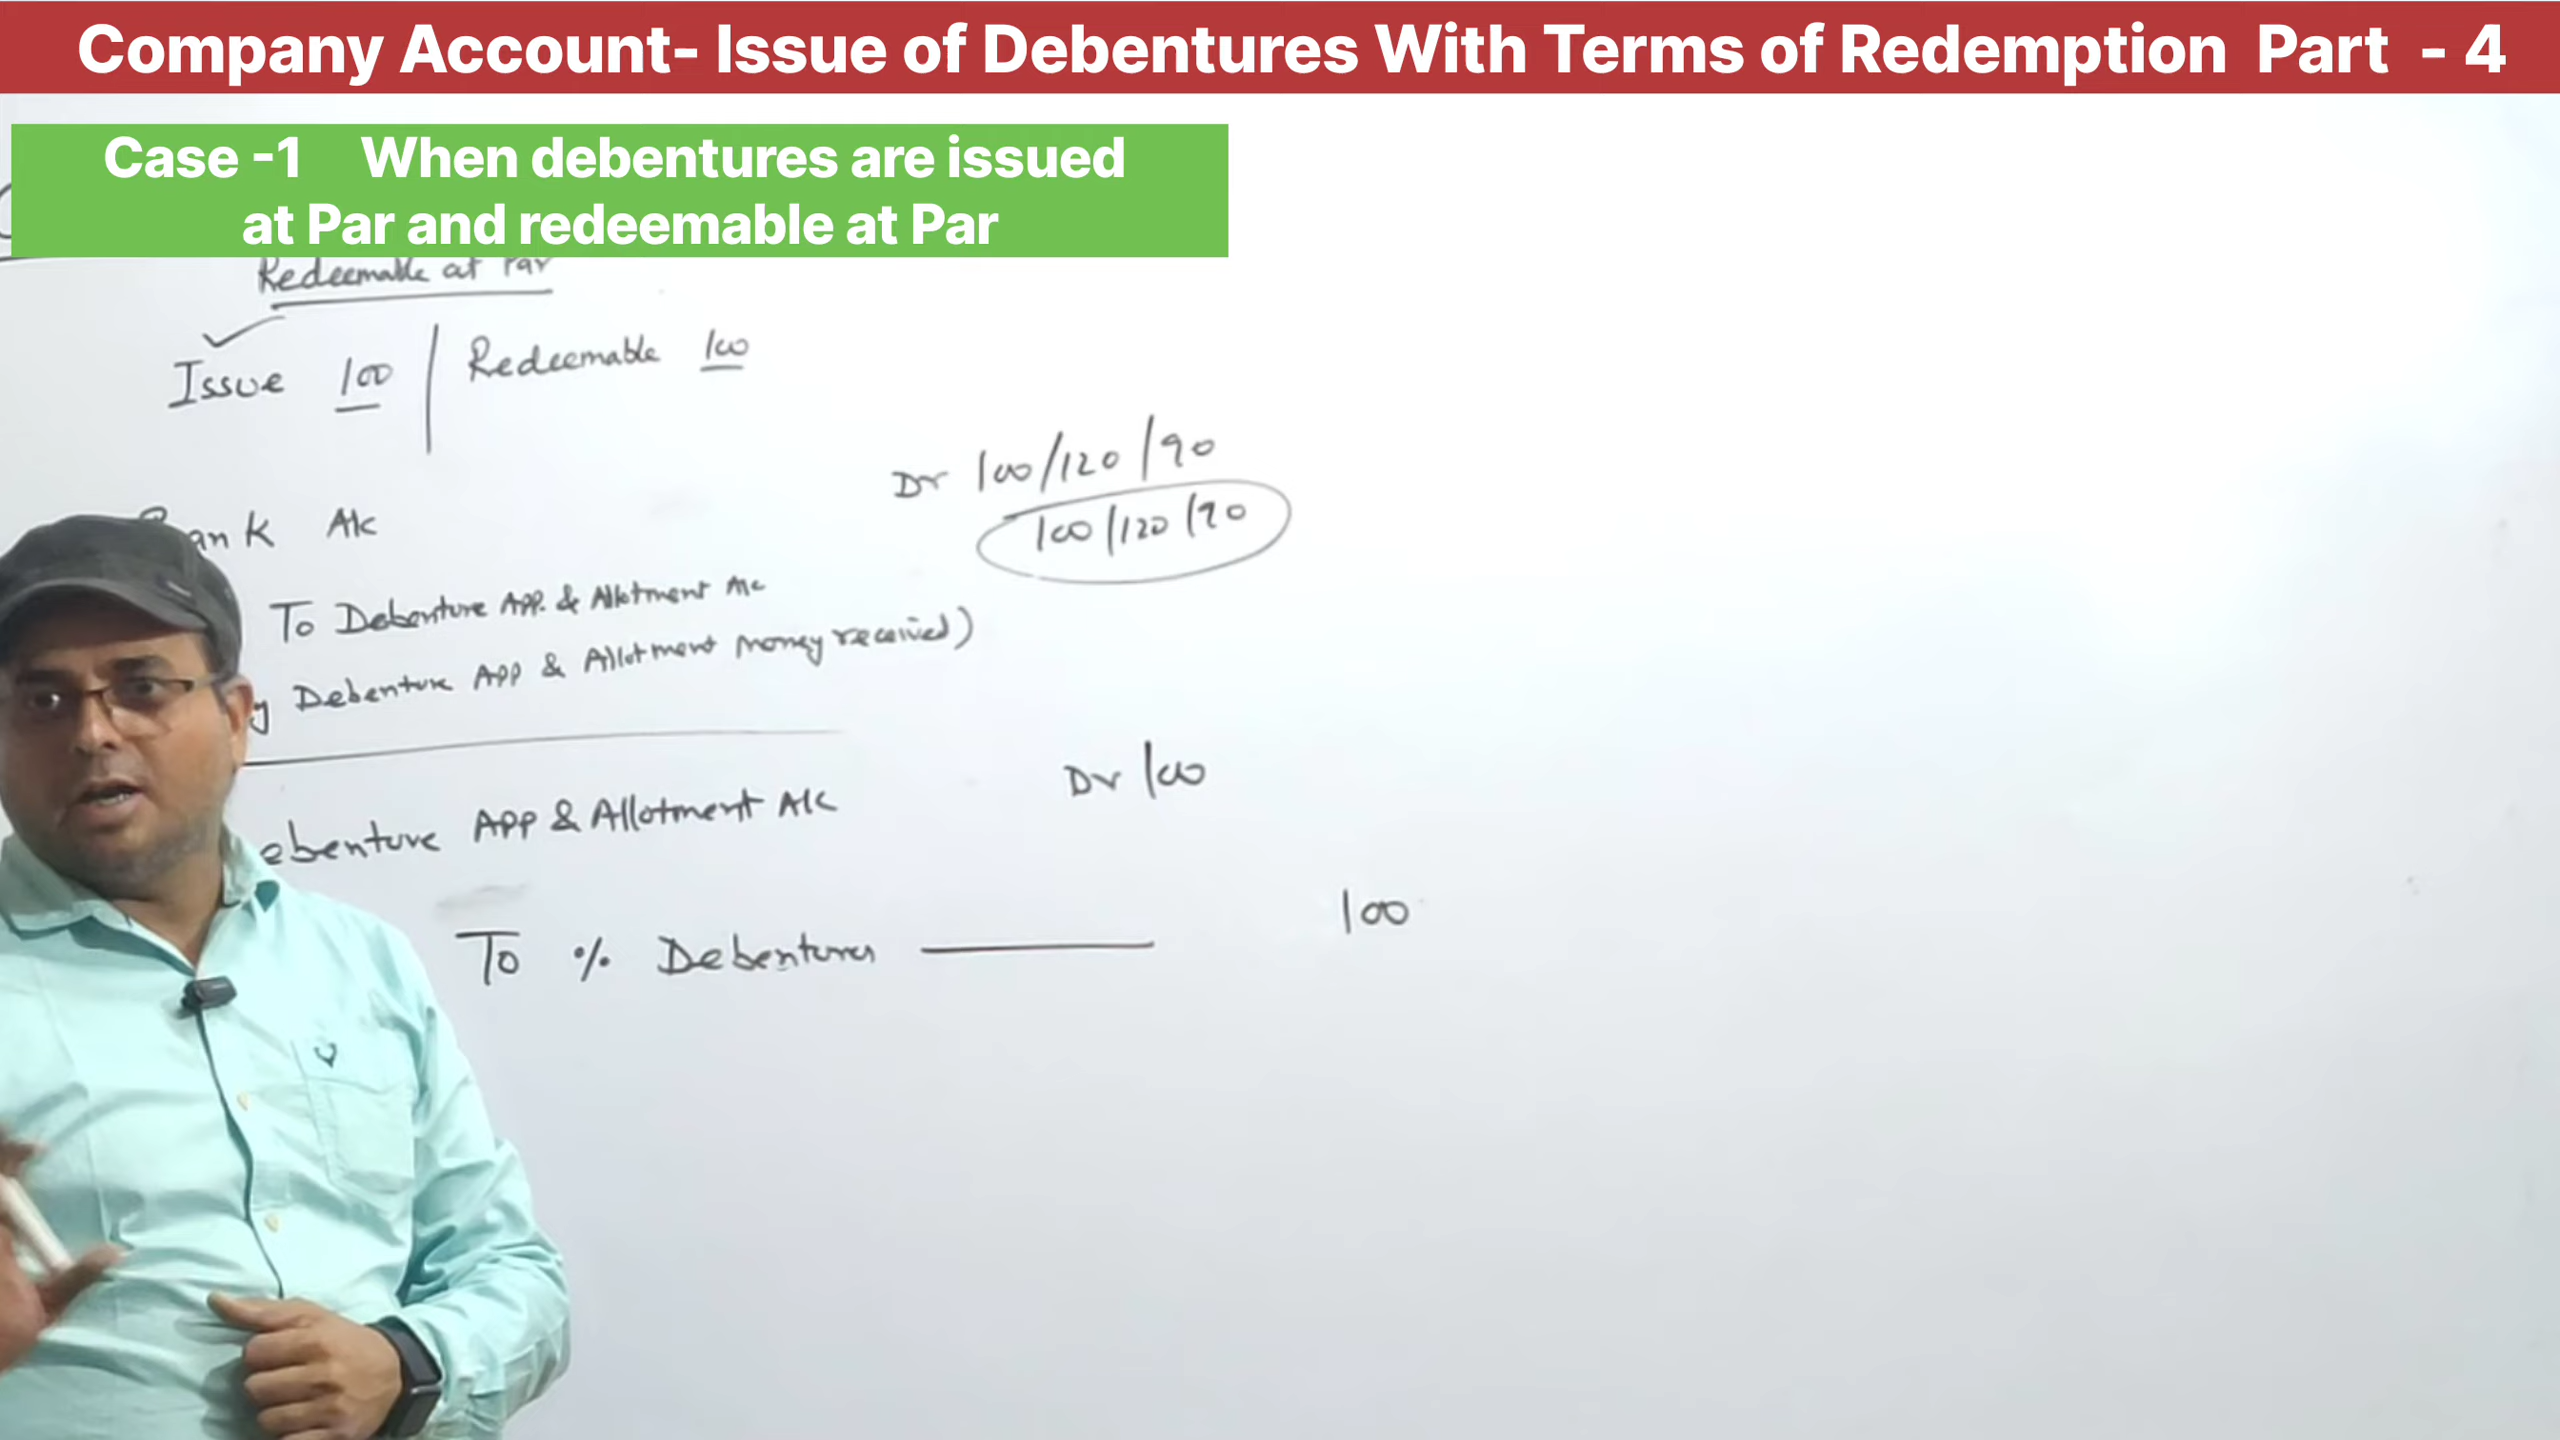 Company Account- Issue of Debentures With Terms of Redemption Part - 4
Case -1 When debentures are issued
at Par and redeemable at Par
Redeemable at Par
Issue 100 | Redeemable 100
Dr 100/120/90
100/120/90
Bank A/c
To Debenture App. & Allotment A/c
g Debenture App & Allotment money received)
ebenture App & Allotment A/c Dr 100
To % Debentures 100